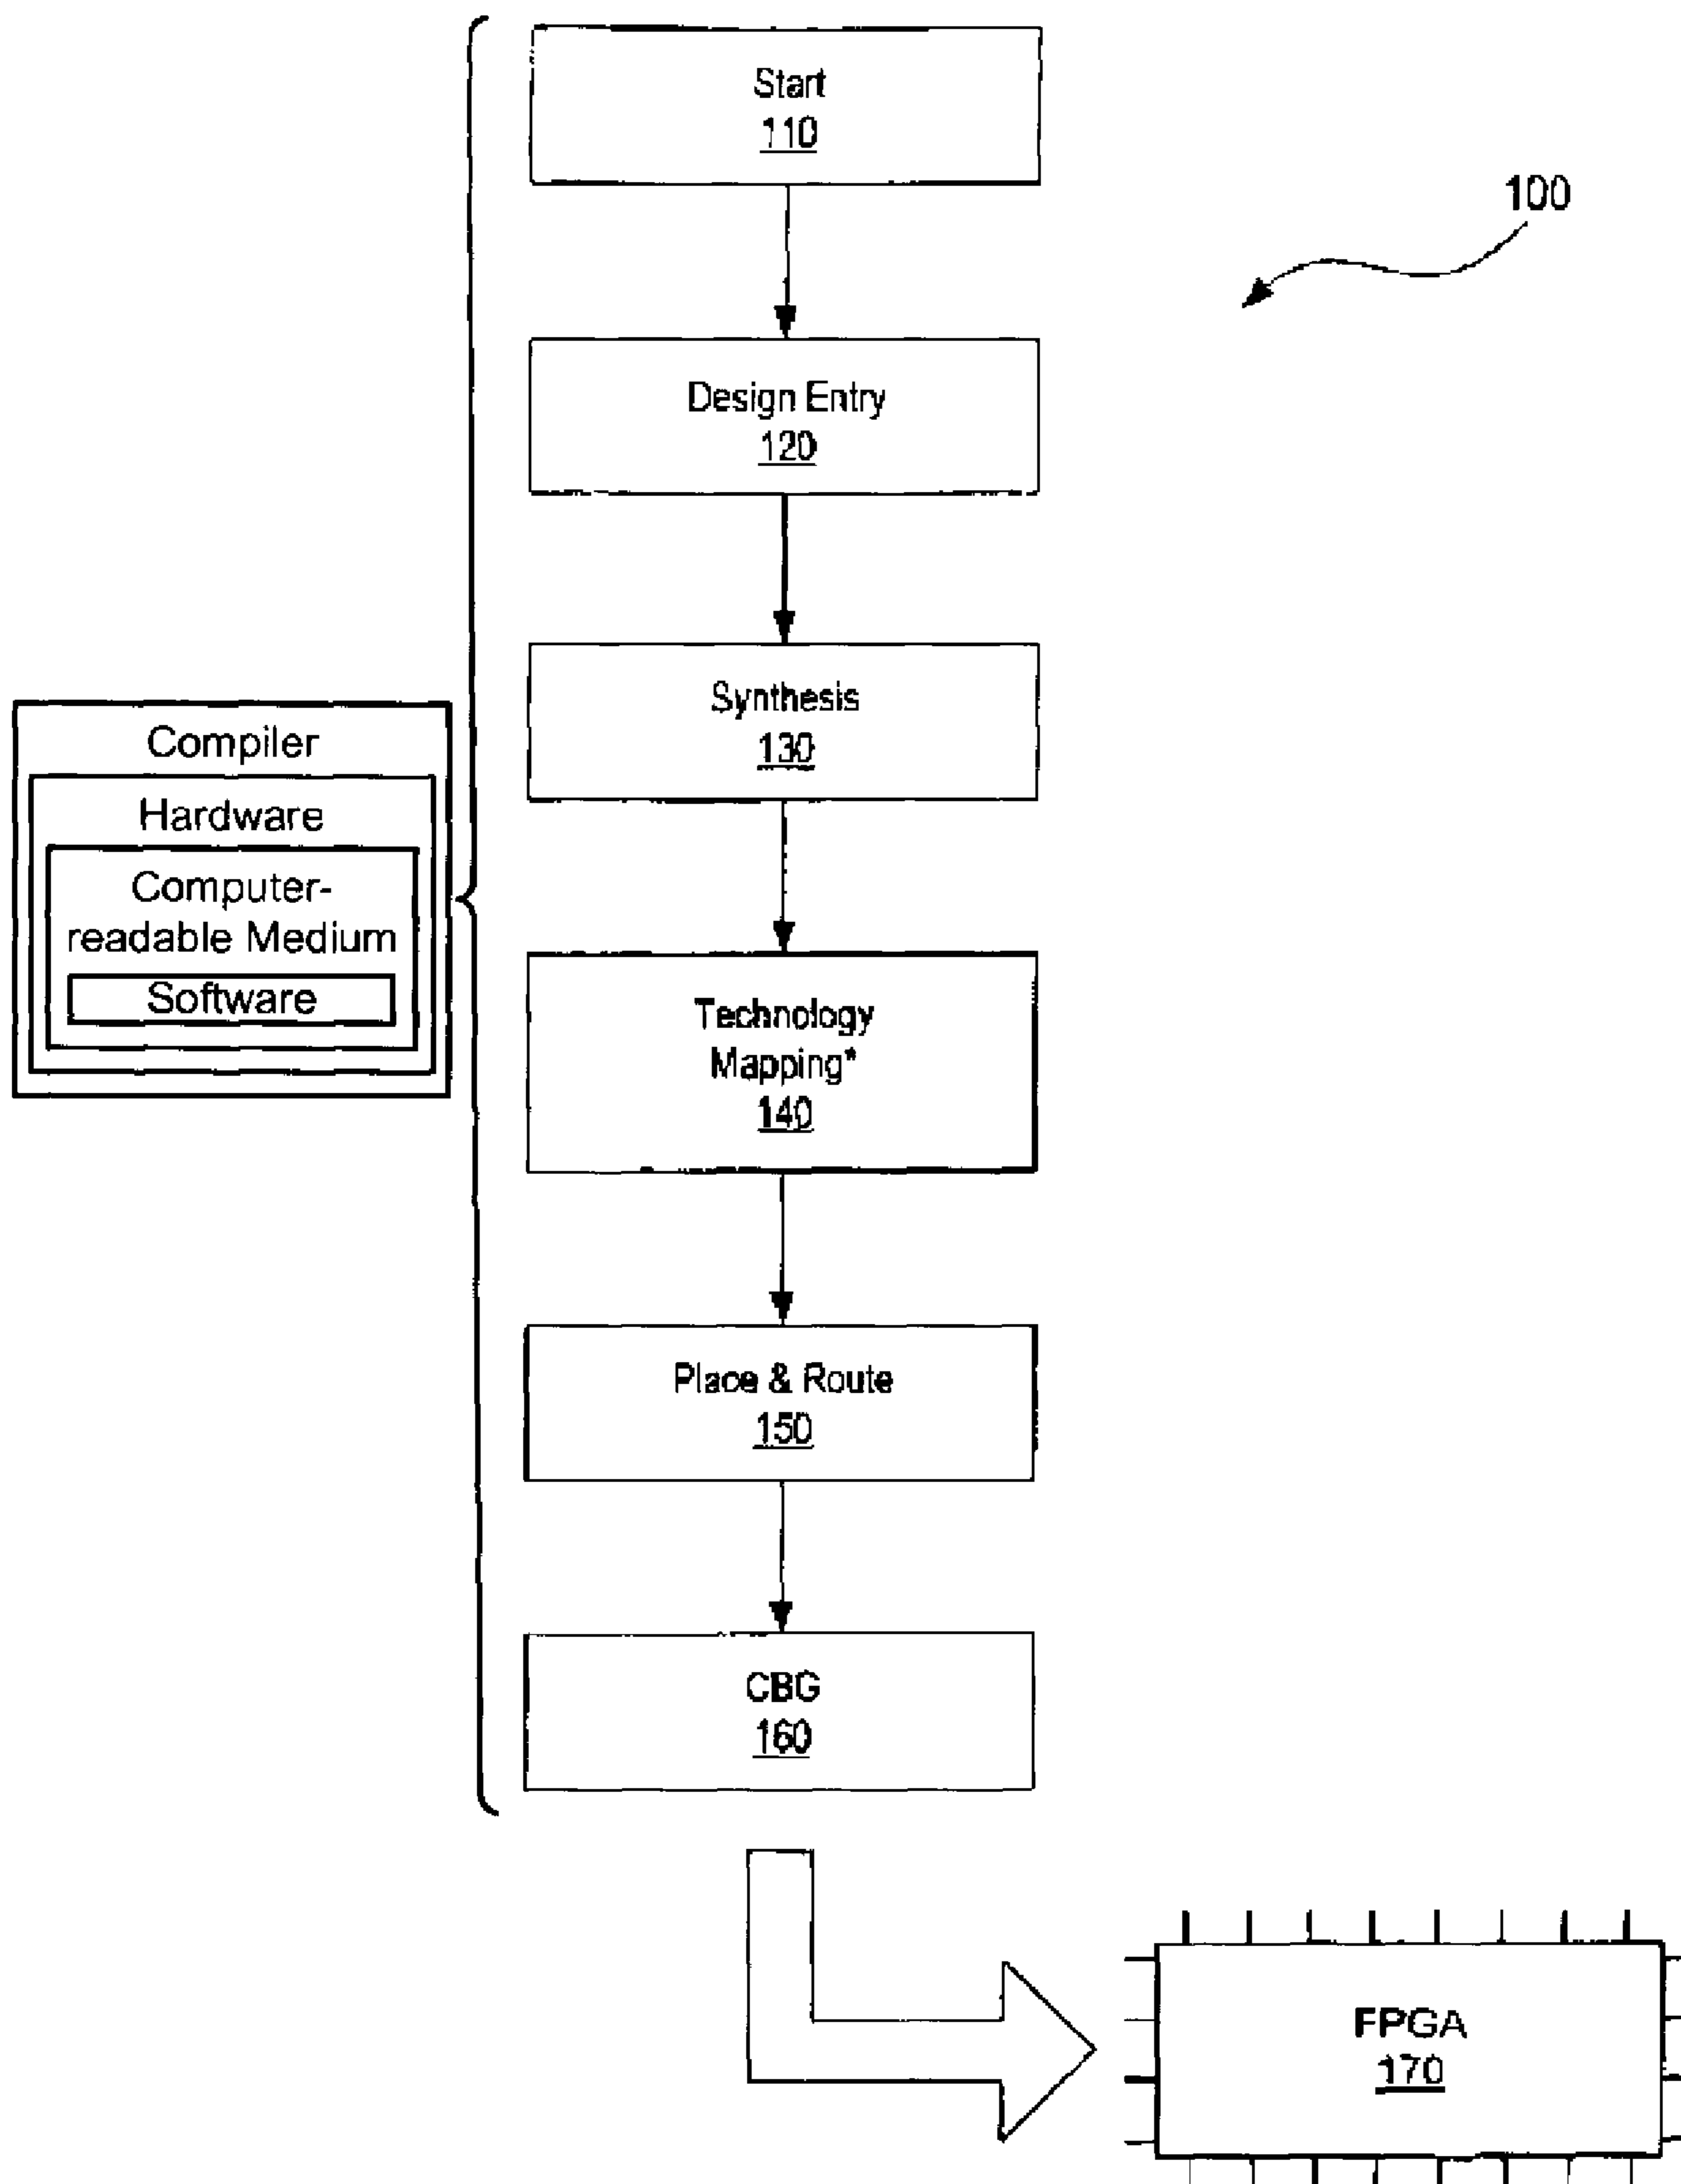 Start
110
100
Design Entry
120
Synthesis
130
Compiler
Hardware
Computer-
readable Medium
Software
Technology
Mapping*
140
Place & Route
150
CBG
160
FPGA
170